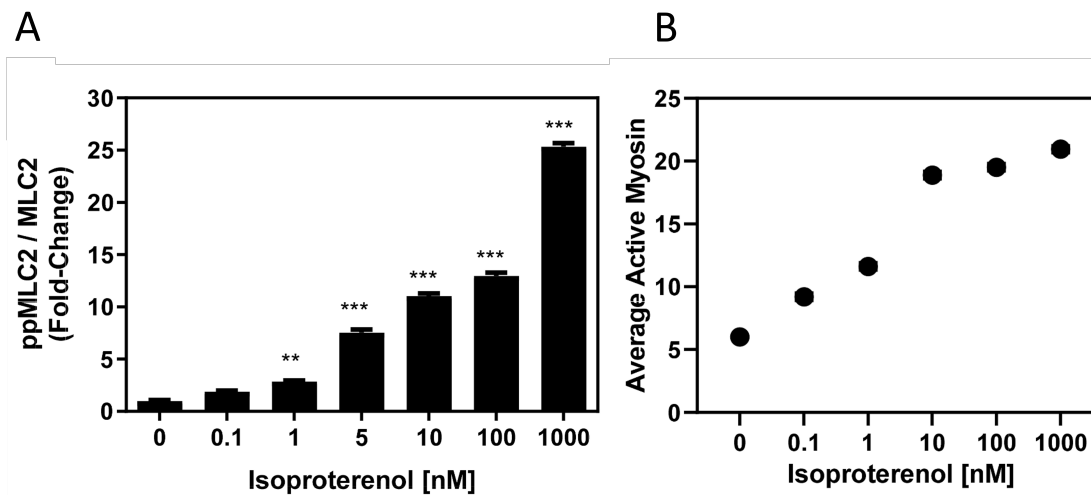 A
B
30
25
20
15
10
5
0
ppMLC2 / MLC2
(Fold-Change)
**
***
***
***
***
0 0.1 1 5 10 100 1000
Isoproterenol [nM]
25
20
15
10
5
0
Average Active Myosin
0 0.1 1 10 100 1000
Isoproterenol [nM]